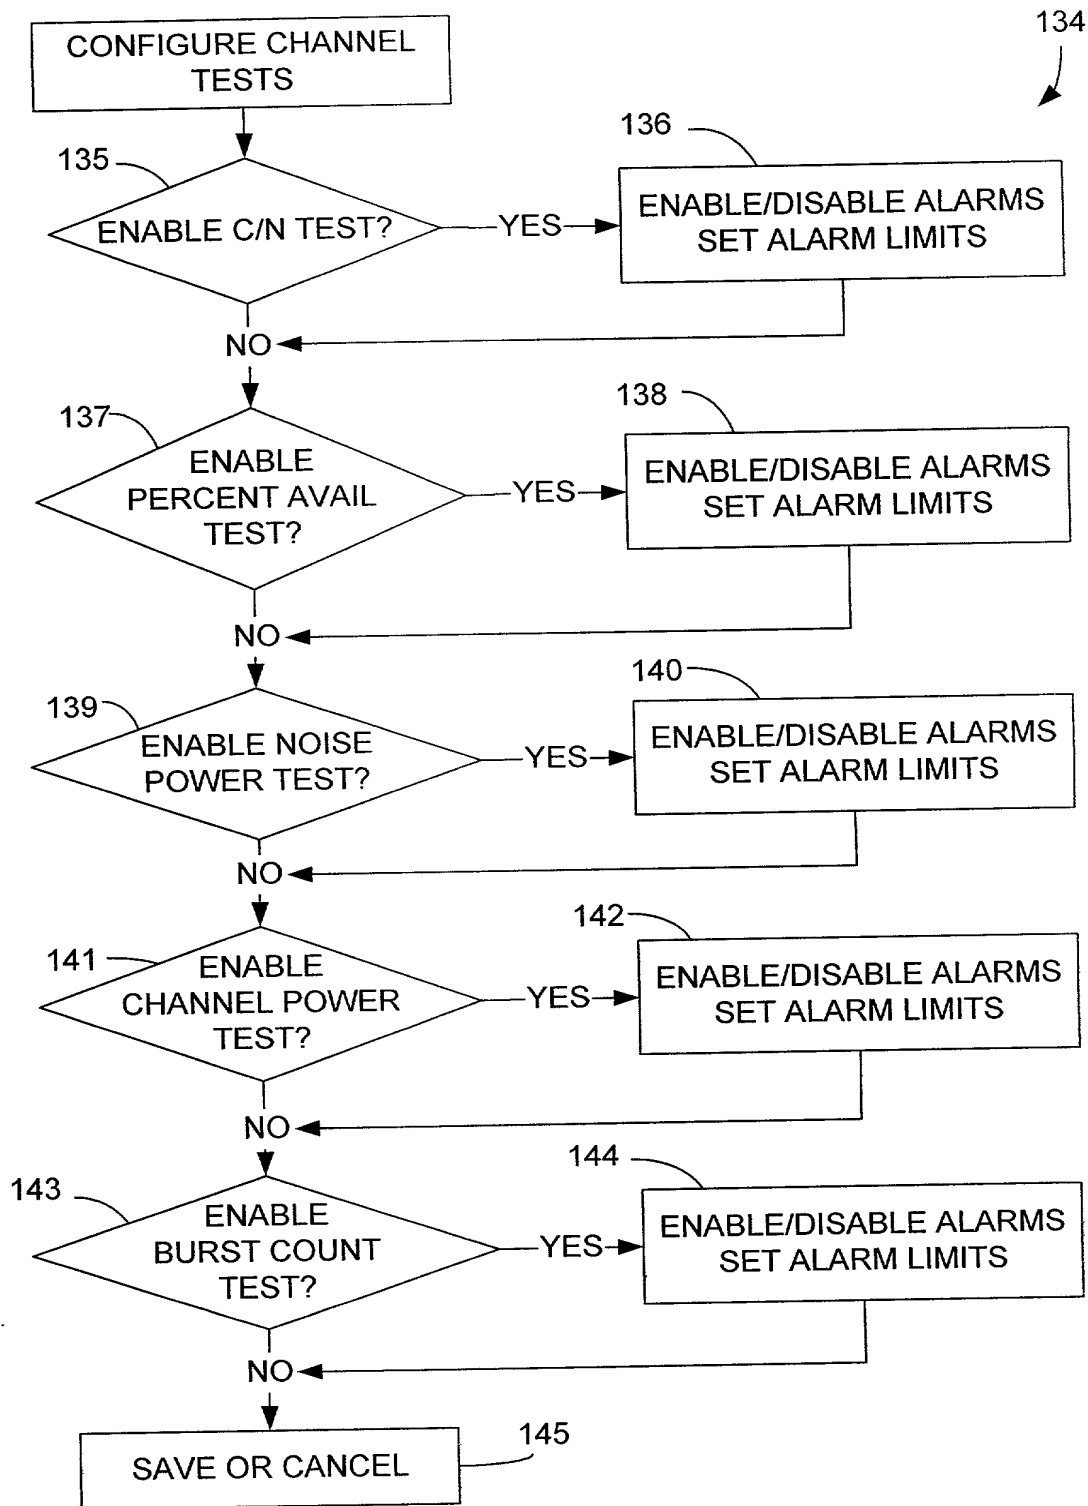 134
CONFIGURE CHANNEL
TESTS
135
ENABLE C/N TEST?
YES
136
ENABLE/DISABLE ALARMS
SET ALARM LIMITS
NO
137
ENABLE
PERCENT AVAIL
TEST?
YES
138
ENABLE/DISABLE ALARMS
SET ALARM LIMITS
NO
139
ENABLE NOISE
POWER TEST?
YES
140
ENABLE/DISABLE ALARMS
SET ALARM LIMITS
NO
141
ENABLE
CHANNEL POWER
TEST?
YES
142
ENABLE/DISABLE ALARMS
SET ALARM LIMITS
NO
143
ENABLE
BURST COUNT
TEST?
YES
144
ENABLE/DISABLE ALARMS
SET ALARM LIMITS
NO
SAVE OR CANCEL
145